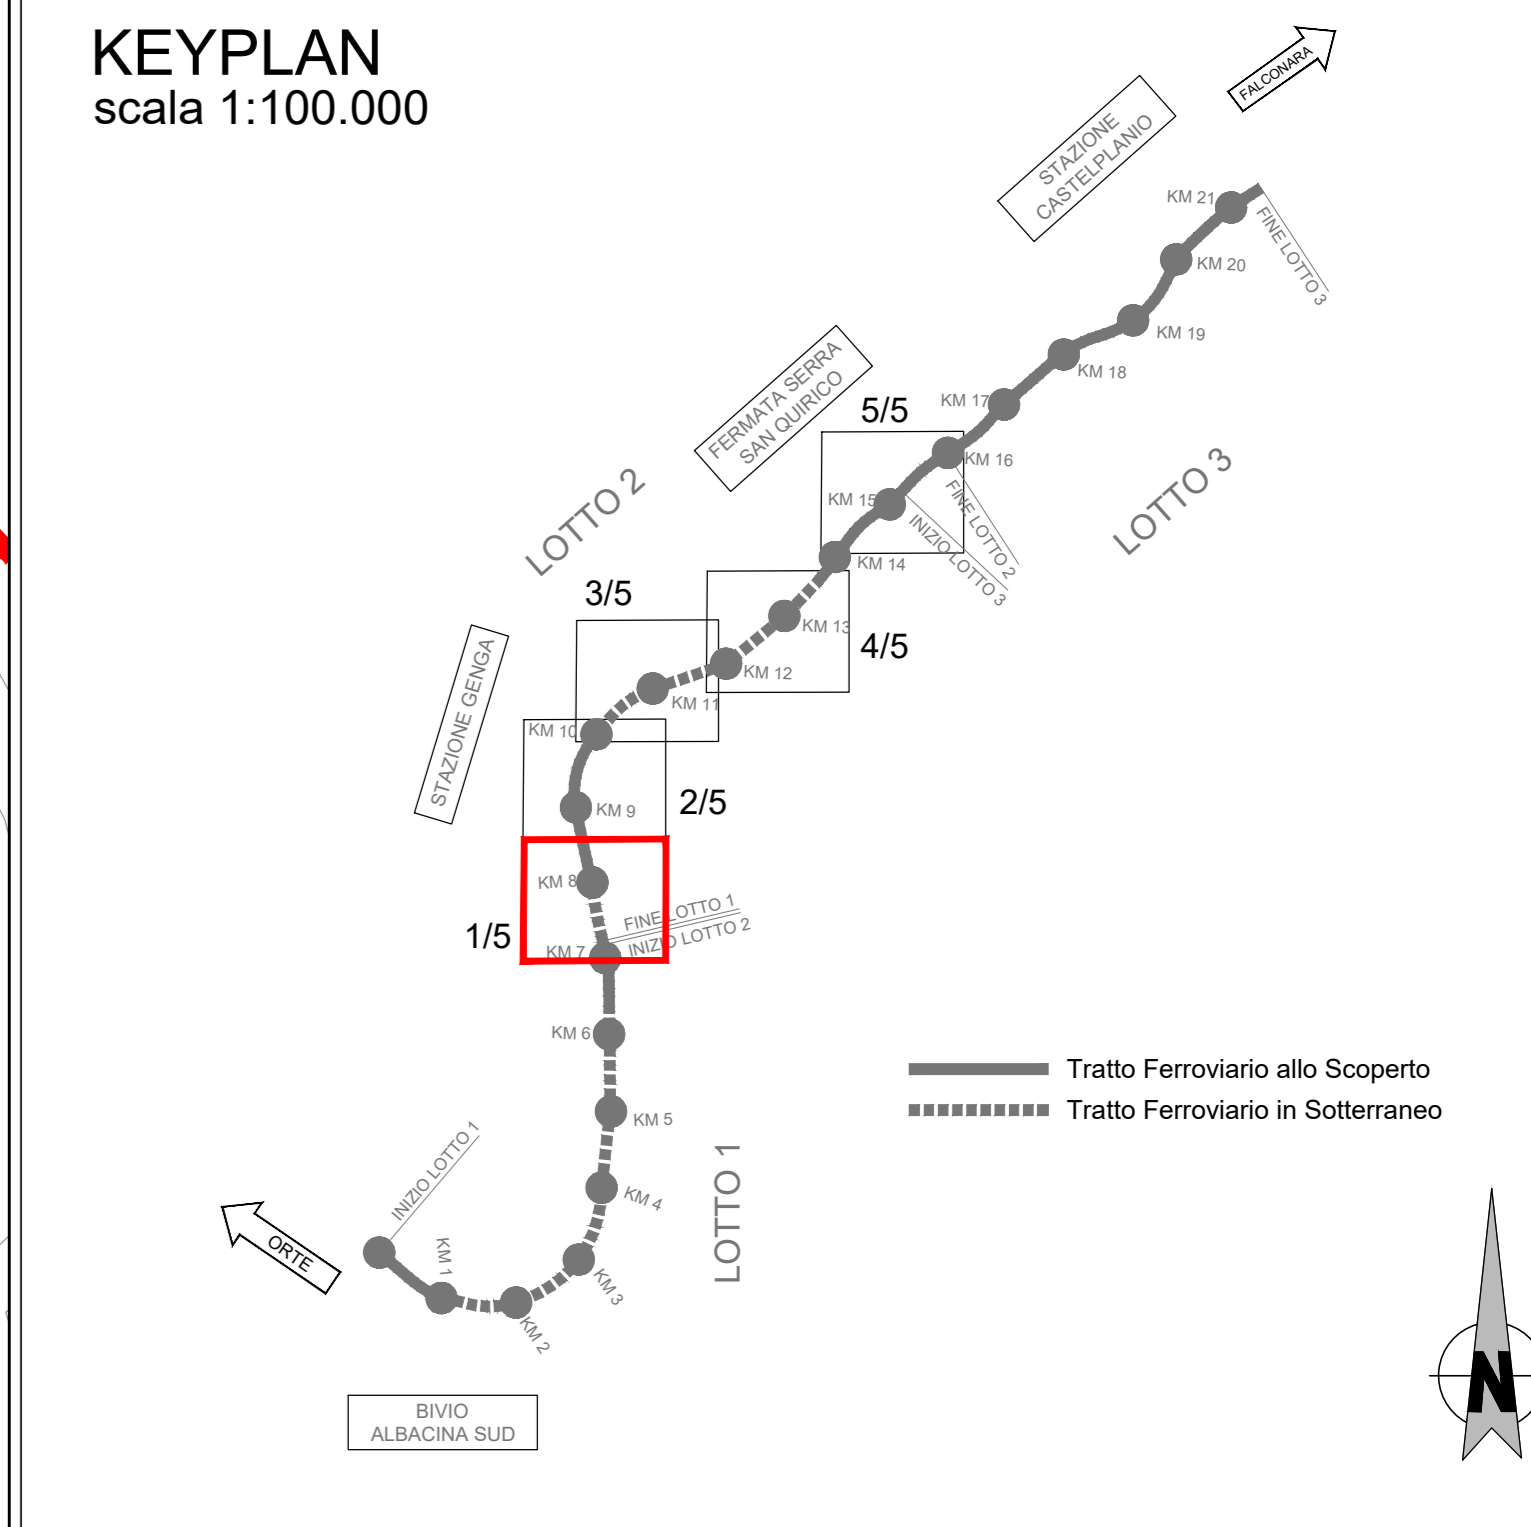 KEYPLAN
scala 1:100.000
FALCONARA
STAZIONE
CASTELPLANIO
KM 21
FINE LOTTO 3
KM 20
KM 19
KM 18
FERMATA SERRA
SAN QUIRICO
KM 17
5/5
KM 16
LOTTO 3
LOTTO 2
KM 15
FINE LOTTO 2
INIZIO LOTTO 3
KM 14
3/5
KM 13
4/5
STAZIONE GENGA
KM 12
KM 11
KM 10
2/5
KM 9
KM 8
FINE LOTTO 1
INIZIO LOTTO 2
1/5
KM 7
KM 6
Tratto Ferroviario allo Scoperto
Tratto Ferroviario in Sotterraneo
KM 5
INIZIO LOTTO 1
LOTTO 1
KM 4
ORTE
KM 1
KM 3
KM 2
N
BIVIO
ALBACINA SUD